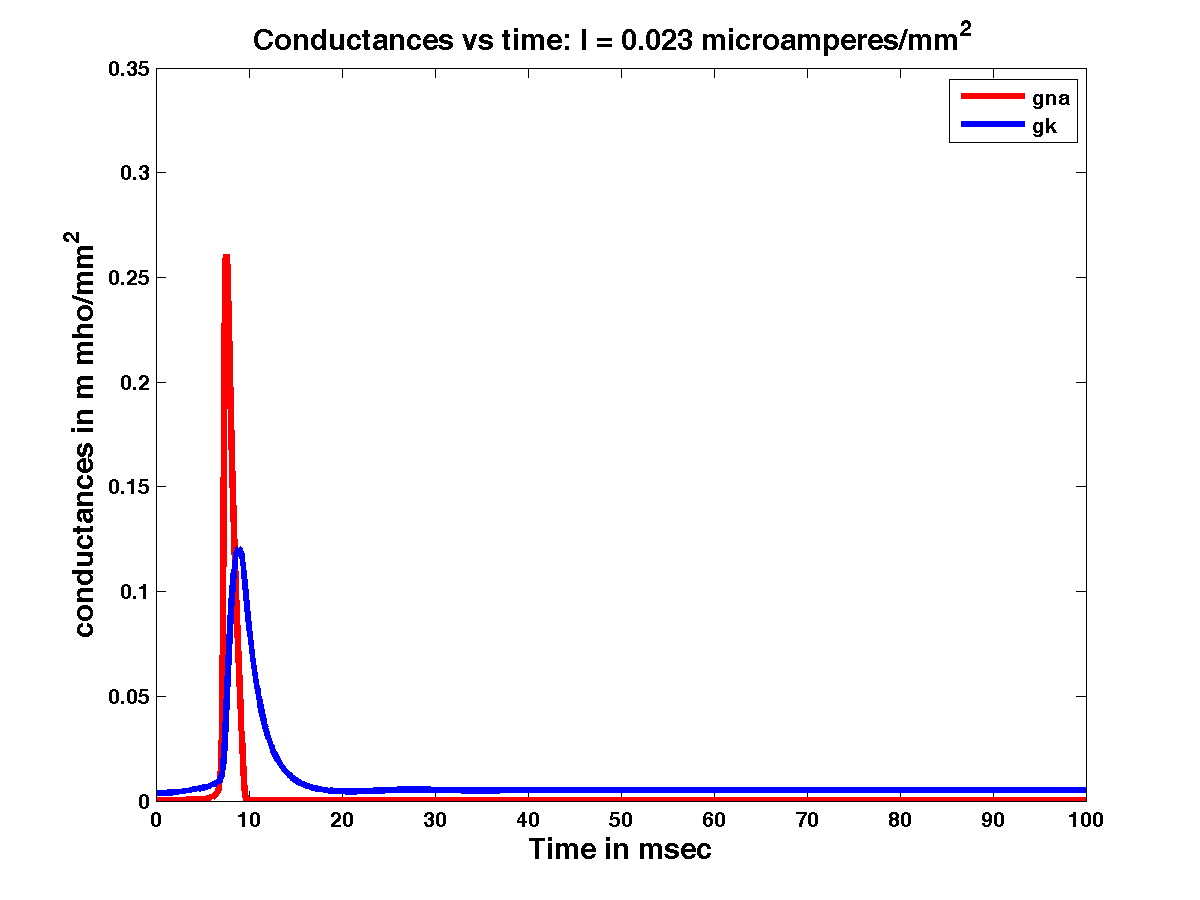 Conductances vs time: I = 0.023 microamperes/mm²
0.35
gna
gk
0.3
0.25
0.2
0.15
0.1
0.05
0
conductances in m mho/mm²
0 10 20 30 40 50 60 70 80 90 100
Time in msec